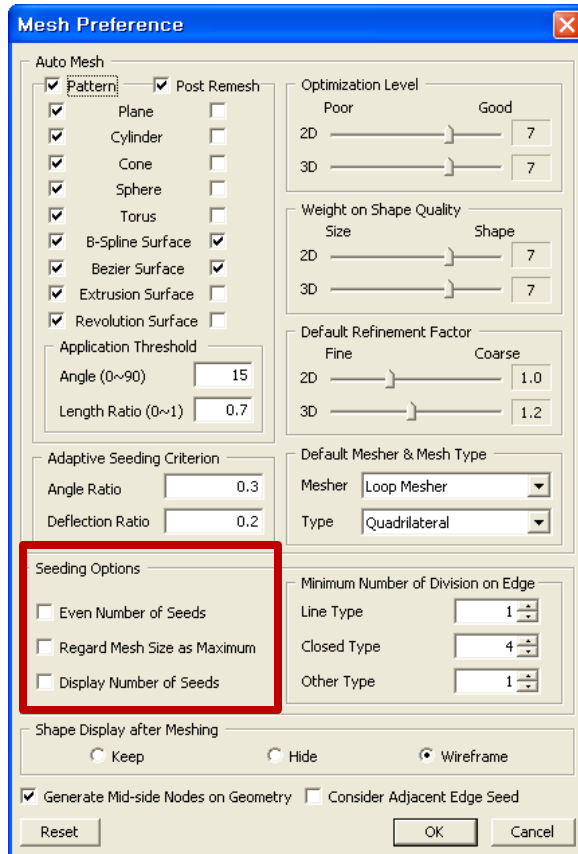 Mesh Preference
Auto Mesh
Pattern Post Remesh
Plane
Cylinder
Cone
Sphere
Torus
B-Spline Surface
Bezier Surface
Extrusion Surface
Revolution Surface
Application Threshold
Angle (0~90) 15
Length Ratio (0~1) 0.7
Optimization Level
Poor Good
2D 7
3D 7
Weight on Shape Quality
Size Shape
2D 7
3D 7
Default Refinement Factor
Fine Coarse
2D 1.0
3D 1.2
Adaptive Seeding Criterion
Angle Ratio 0.3
Deflection Ratio 0.2
Default Mesher & Mesh Type
Mesher Loop Mesher
Type Quadrilateral
Seeding Options
Even Number of Seeds
Regard Mesh Size as Maximum
Display Number of Seeds
Minimum Number of Division on Edge
Line Type 1
Closed Type 4
Other Type 1
Shape Display after Meshing
Keep Hide Wireframe
Generate Mid-side Nodes on Geometry Consider Adjacent Edge Seed
Reset OK Cancel